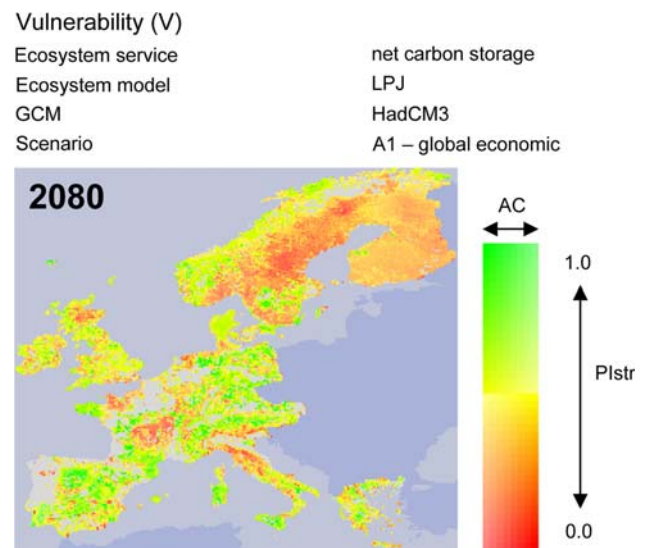 Vulnerability (V)
Ecosystem service net carbon storage
Ecosystem model LPJ
GCM HadCM3
Scenario A1 – global economic
2080
AC
1.0
PIstr
0.0